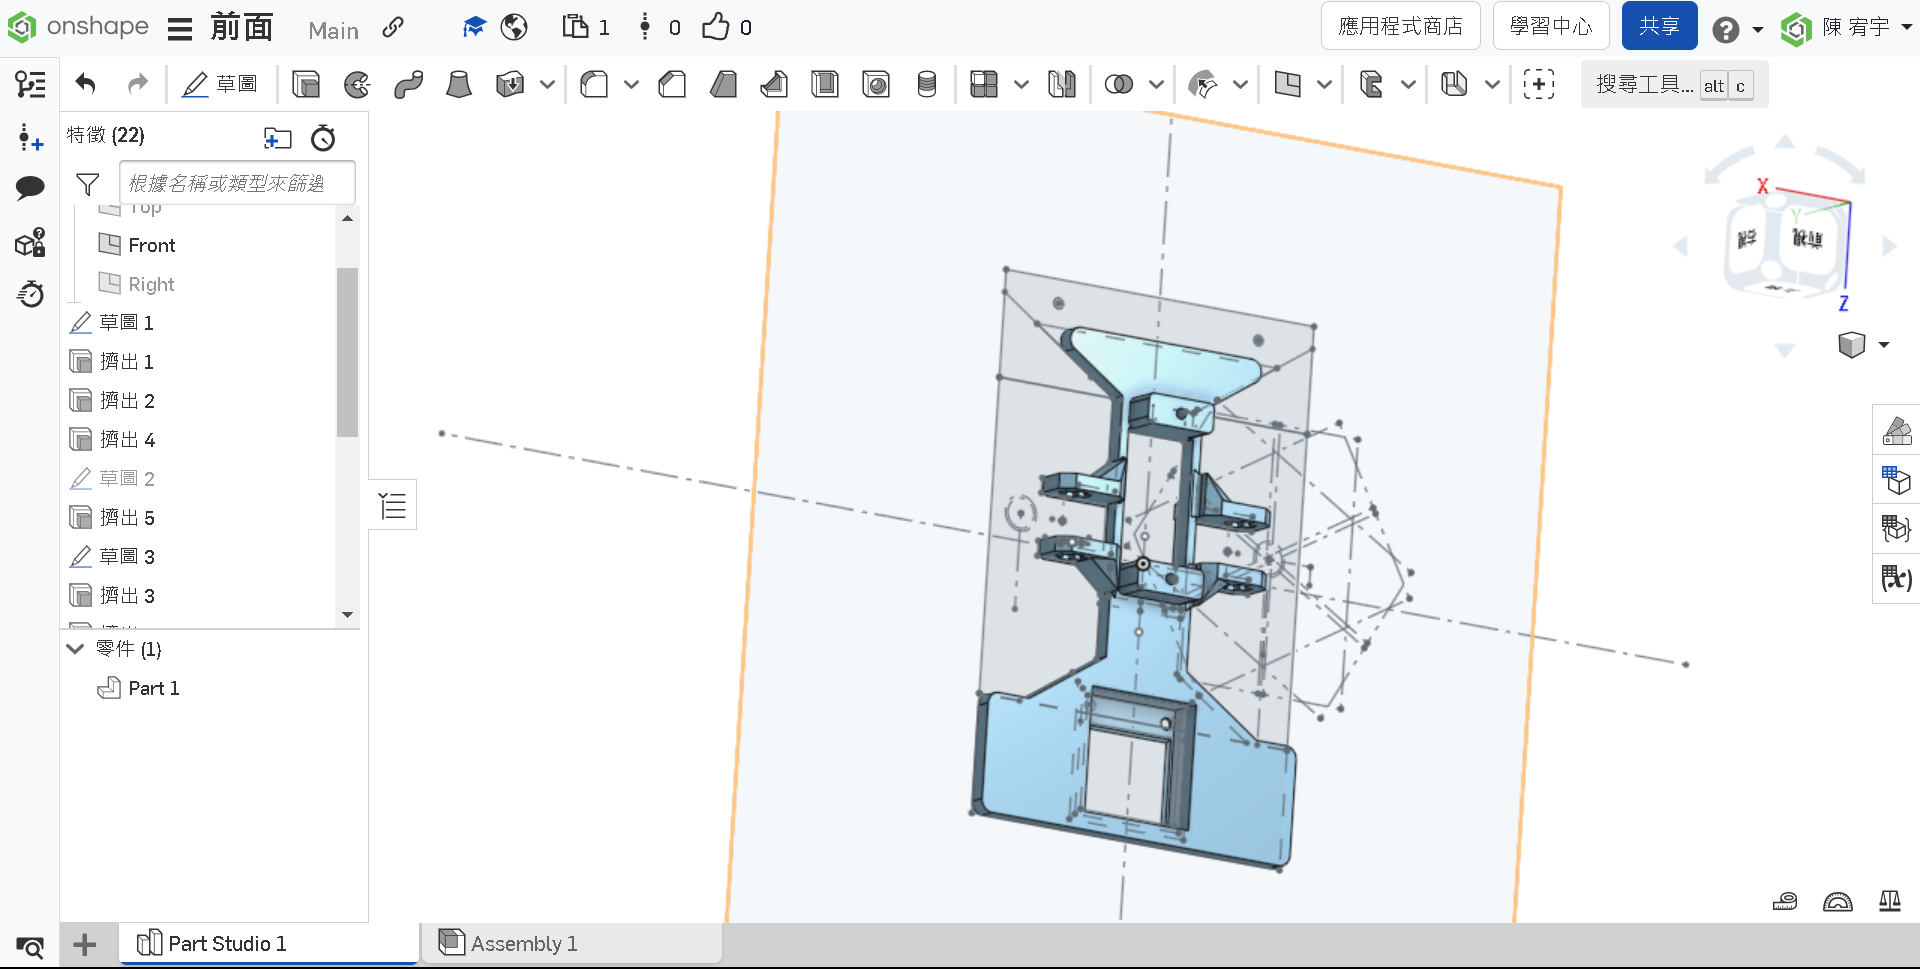 onshape
前面
Main
1
0
0
應用程式商店
學習中心
共享
陳 宥宇
草圖
搜尋工具... alt c
特徵 (22)
根據名稱或類型來篩選
Top
Front
Right
草圖 1
擠出 1
擠出 2
擠出 4
草圖 2
擠出 5
草圖 3
擠出 3
零件 (1)
Part 1
X
Y
Z
右視
前視
Part Studio 1
Assembly 1